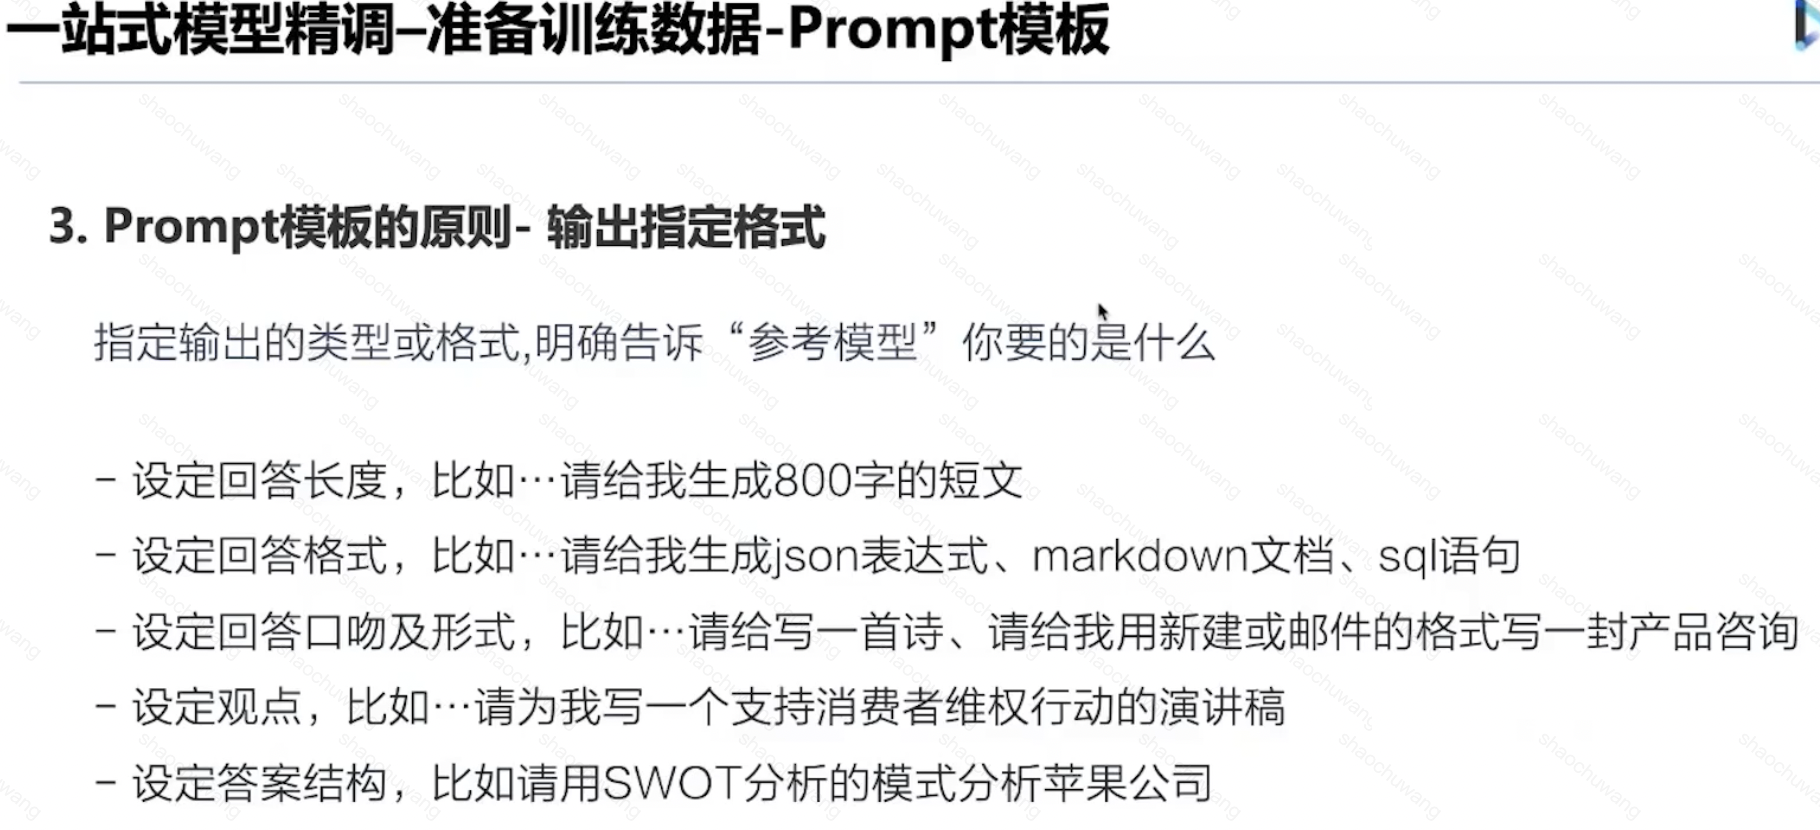 一站式模型精调–准备训练数据-Prompt模板
3. Prompt模板的原则- 输出指定格式
指定输出的类型或格式,明确告诉“参考模型”你要的是什么
– 设定回答长度，比如…请给我生成800字的短文
– 设定回答格式，比如…请给我生成json表达式、markdown文档、sql语句
– 设定回答口吻及形式，比如…请给写一首诗、请给我用新建或邮件的格式写一封产品咨询
– 设定观点，比如…请为我写一个支持消费者维权行动的演讲稿
– 设定答案结构，比如请用SWOT分析的模式分析苹果公司
shaochuwang